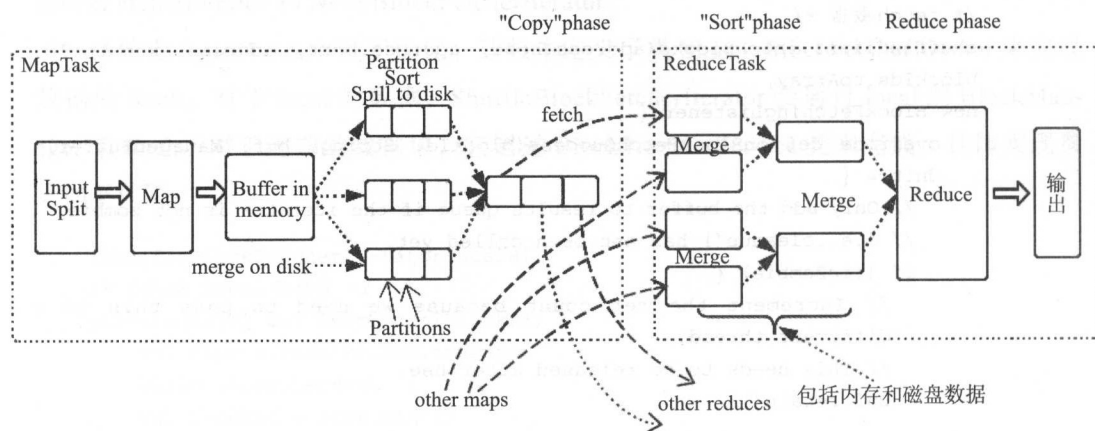 "Copy"phase
"Sort"phase
Reduce phase
MapTask
Partition
Sort
Spill to disk
fetch
ReduceTask
Input
Split
Map
Buffer in
memory
merge on disk
Partitions
Merge
Merge
Merge
Merge
Reduce
输
出
other maps
other reduces
包括内存和磁盘数据